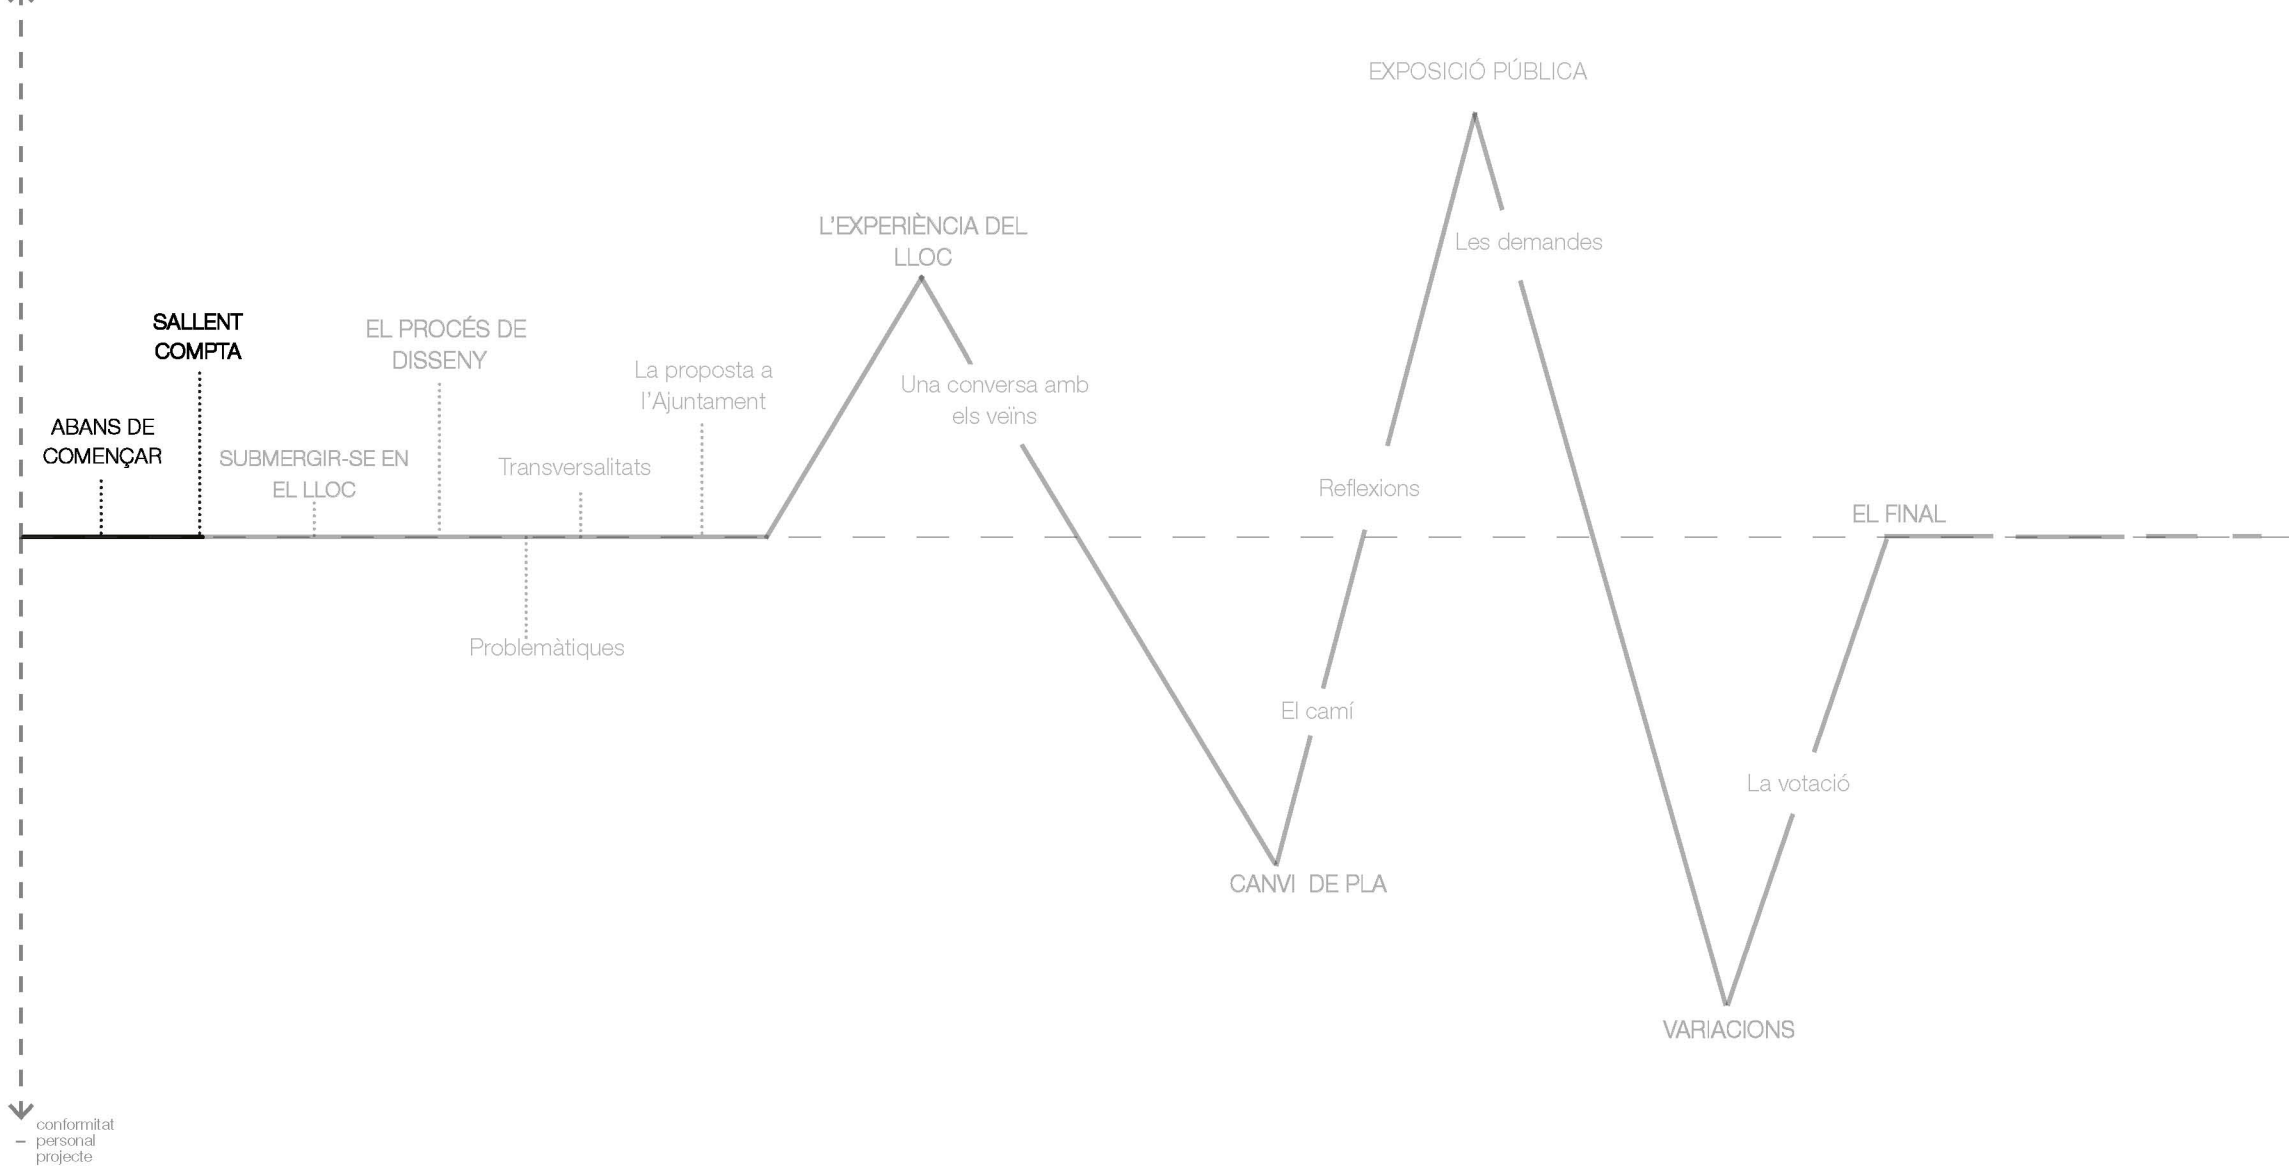 EXPOSICIÓ PÚBLICA
L'EXPERIÈNCIA DEL
LLOC
Les demandes
SALLENT
COMPTA
EL PROCÉS DE
DISSENY
La proposta a
l'Ajuntament
Una conversa amb
els veïns
ABANS DE
COMENÇAR
SUBMERGIR-SE EN
EL LLOC
Transversalitats
Reflexions
EL FINAL
Problemàtiques
El camí
La votació
CANVI DE PLA
VARIACIONS
conformitat
– personal
projecte